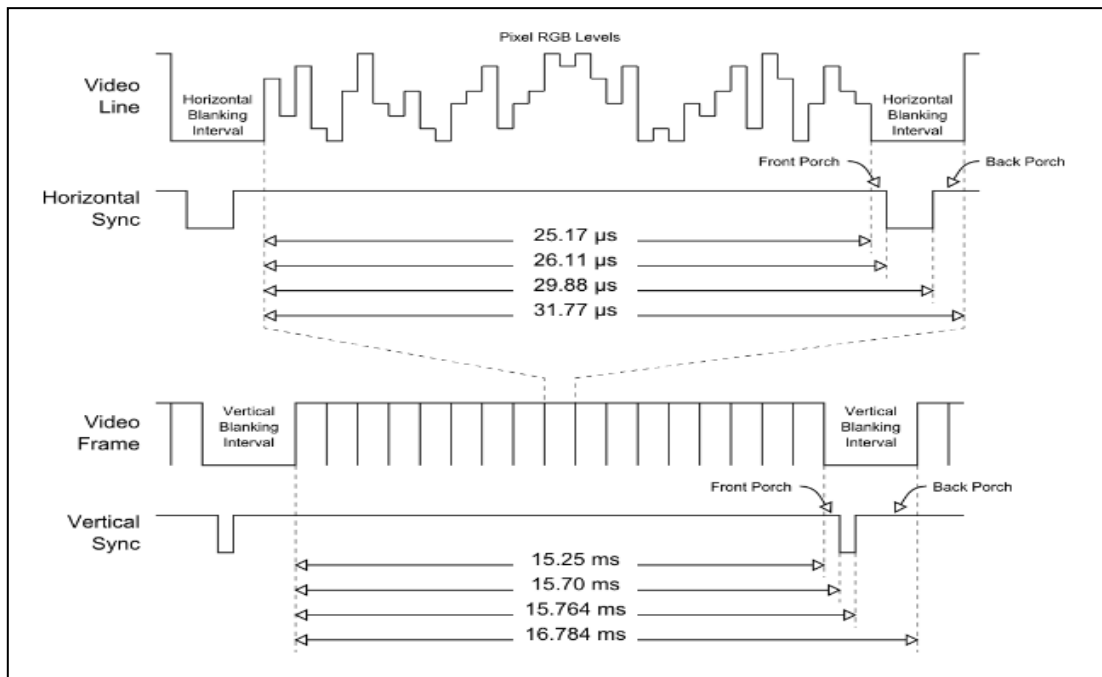 Pixel RGB Levels
Video
Line
Horizontal
Blanking
Interval
Horizontal
Blanking
Interval
Front Porch
Back Porch
Horizontal
Sync
25.17 µs
26.11 µs
29.88 µs
31.77 µs
Video
Frame
Vertical
Blanking
Interval
Vertical
Blanking
Interval
Front Porch
Back Porch
Vertical
Sync
15.25 ms
15.70 ms
15.764 ms
16.784 ms